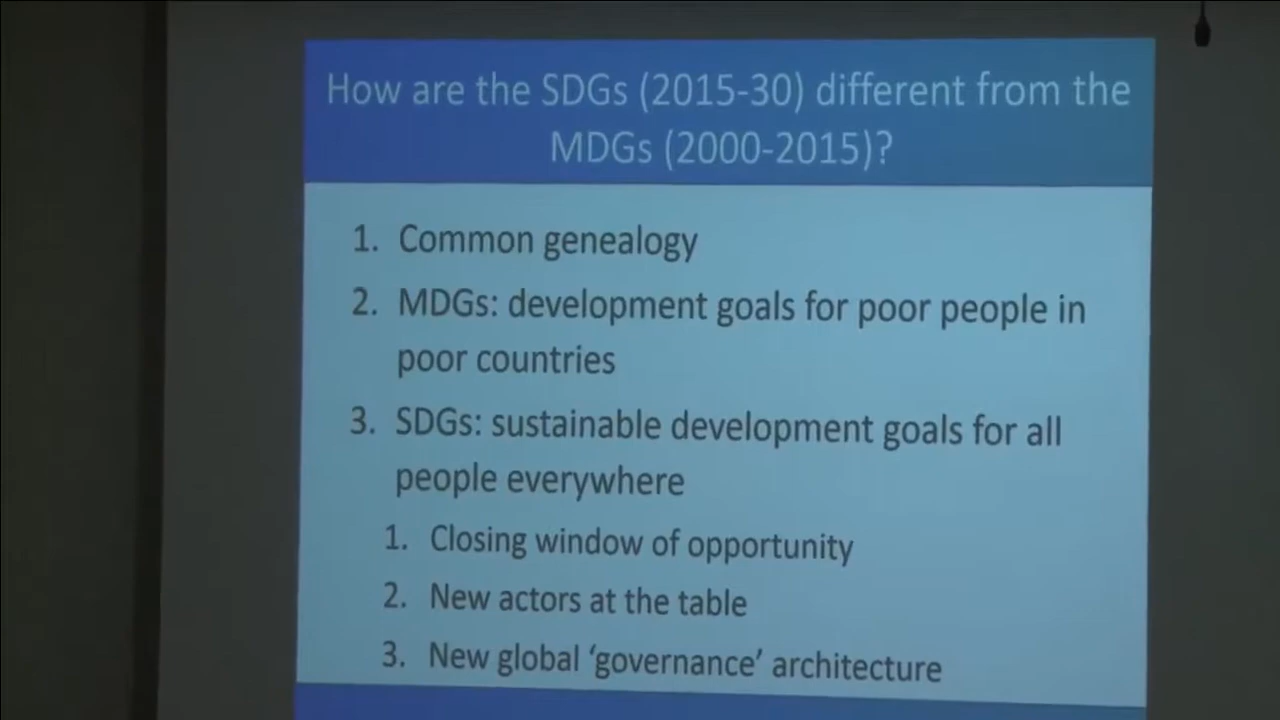 How are the SDGs (2015-30) different from the
MDGs (2000-2015)?
1. Common genealogy
2. MDGs: development goals for poor people in
poor countries
3. SDGs: sustainable development goals for all
people everywhere
1. Closing window of opportunity
2. New actors at the table
3. New global ‘governance’ architecture